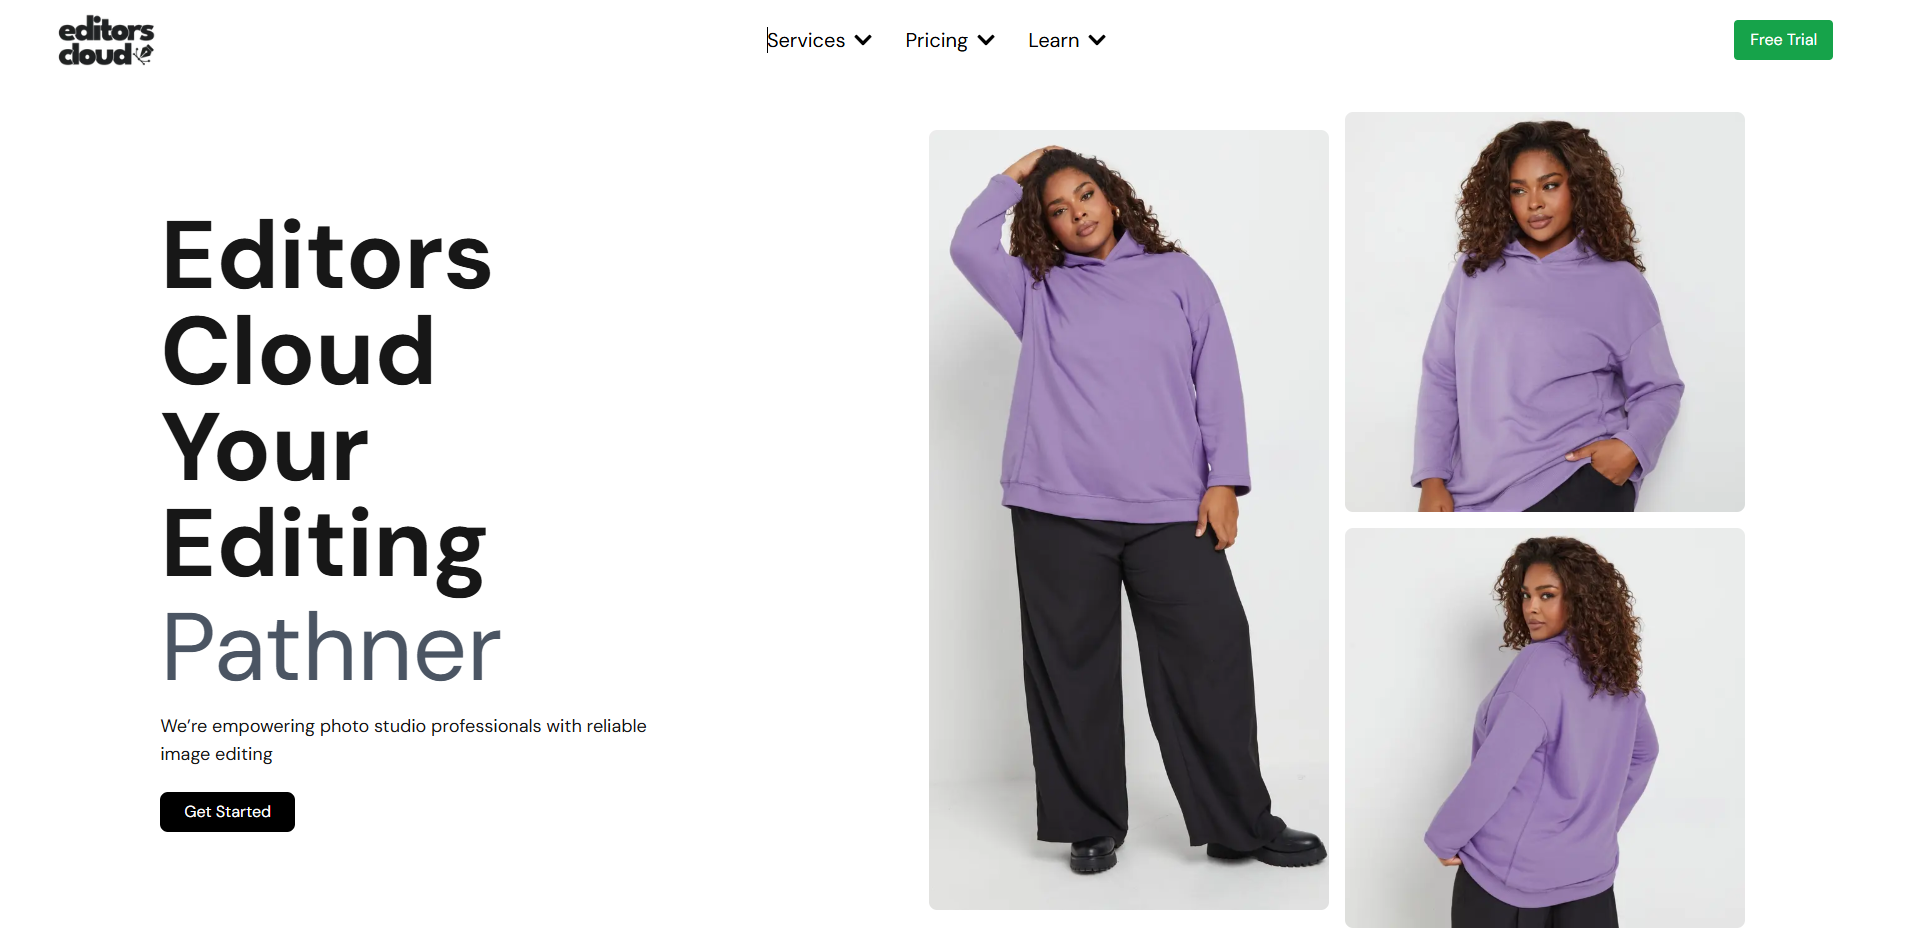 editors
cloud
Services
Pricing
Learn
Free Trial
Editors
Cloud
Your
Editing
Pathner
We're empowering photo studio professionals with reliable
image editing
Get Started